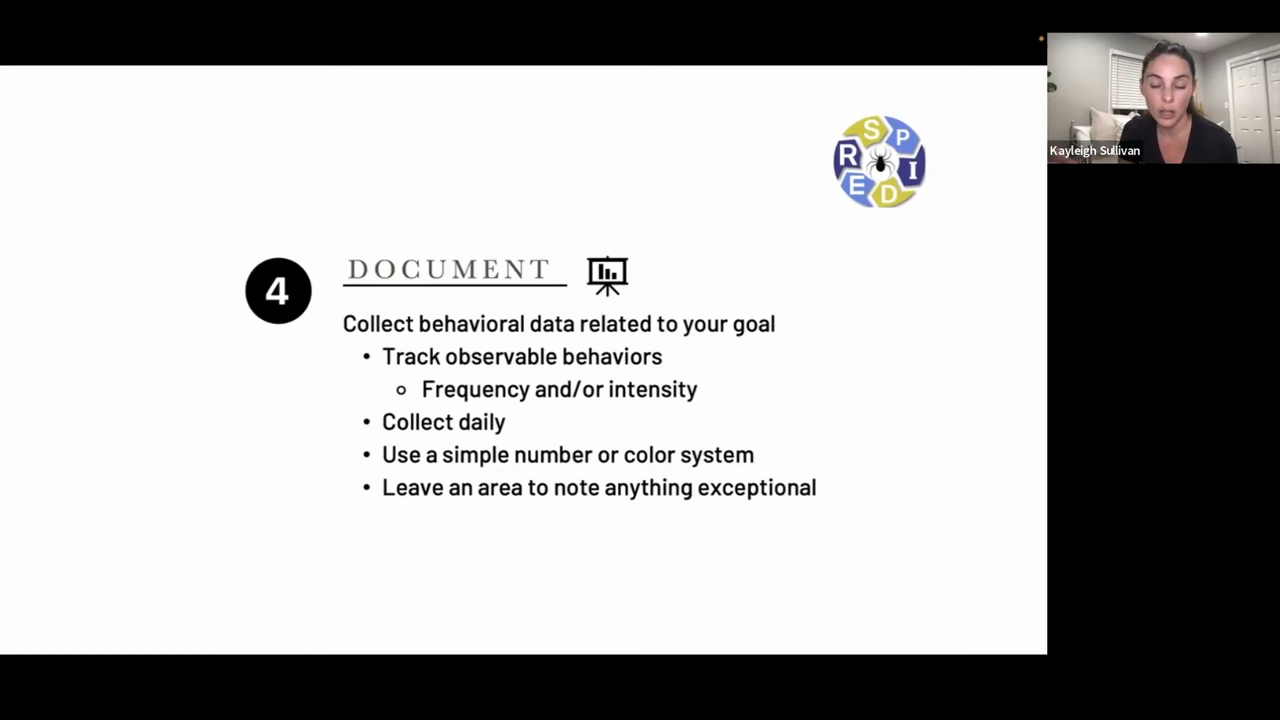 S
P
I
D
E
R
Kayleigh Sullivan
4
DOCUMENT
Collect behavioral data related to your goal
• Track observable behaviors
○ Frequency and/or intensity
• Collect daily
• Use a simple number or color system
• Leave an area to note anything exceptional